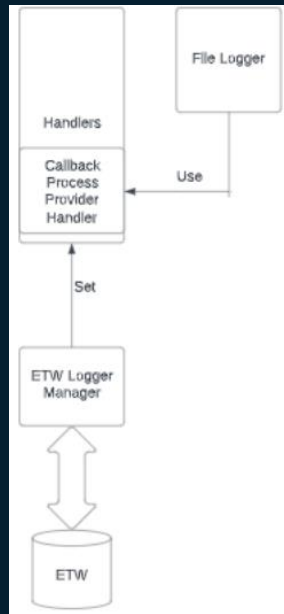 File Logger
Handlers
Callback
Process
Provider
Handler
Use
Set
ETW Logger
Manager
ETW